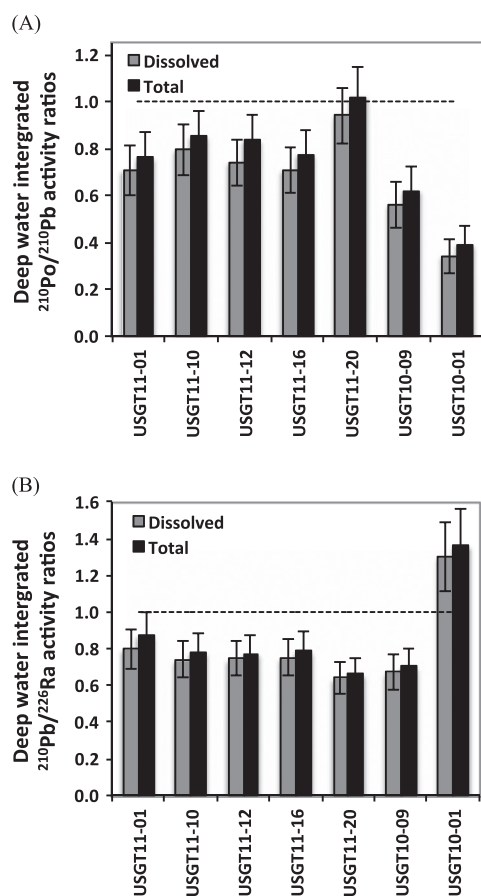 (A)
Deep water intergrated
²¹⁰Po/²¹⁰Pb activity ratios
1.2
1.0
0.8
0.6
0.4
0.2
0.0
Dissolved
Total
USGT11-01
USGT11-10
USGT11-12
USGT11-16
USGT11-20
USGT10-09
USGT10-01
(B)
Deep water intergrated
²¹⁰Pb/²²⁶Ra activity ratios
1.6
1.4
1.2
1.0
0.8
0.6
0.4
0.2
0.0
Dissolved
Total
USGT11-01
USGT11-10
USGT11-12
USGT11-16
USGT11-20
USGT10-09
USGT10-01